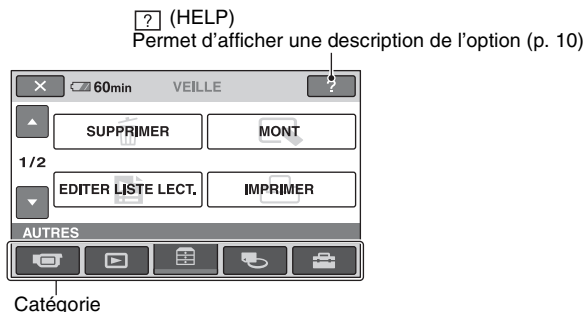 ? (HELP)
Permet d'afficher une description de l'option (p. 10)
60min VEILLE ?
SUPPRIMER MONT
1/2
EDITER LISTE LECT. IMPRIMER
AUTRES
Catégorie